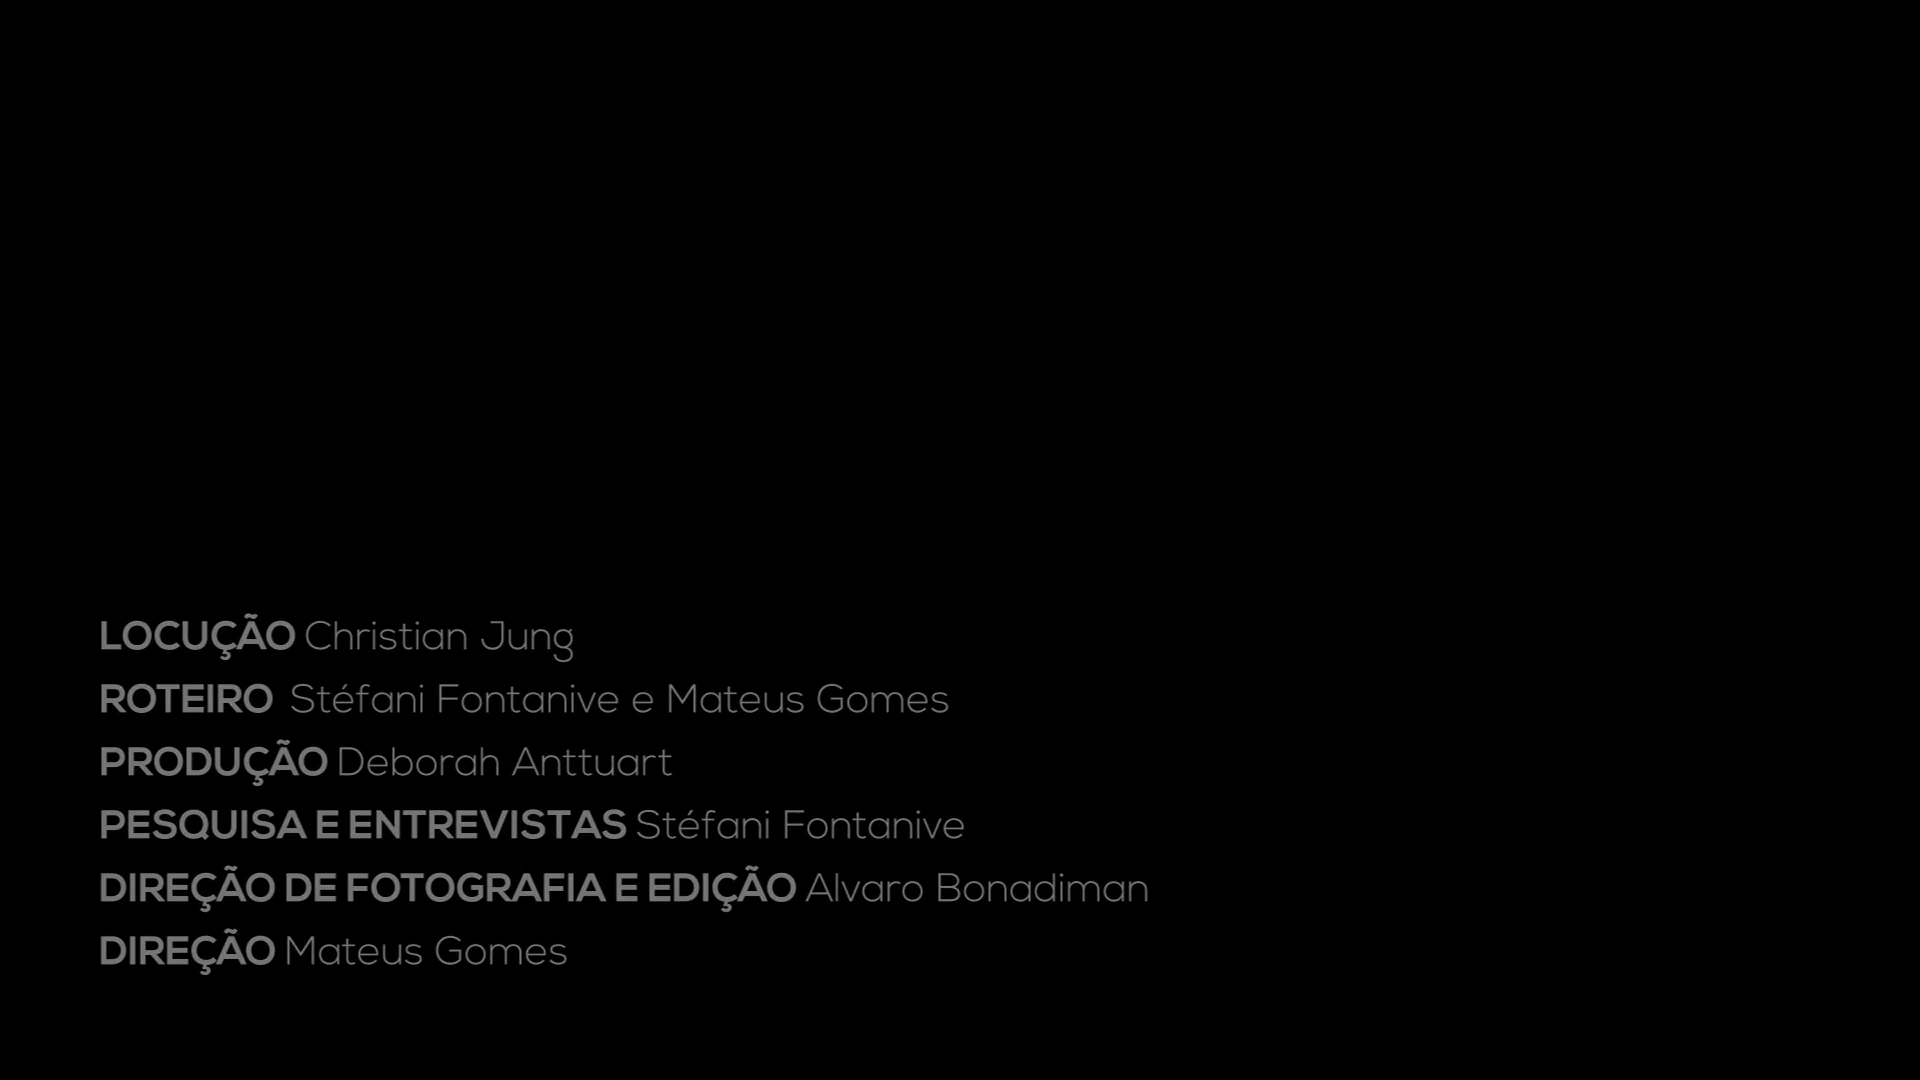 LOCUÇÃO Christian Jung
ROTEIRO Stéfani Fontanive e Mateus Gomes
PRODUÇÃO Deborah Anttuart
PESQUISA E ENTREVISTAS Stéfani Fontanive
DIREÇÃO DE FOTOGRAFIA E EDIÇÃO Alvaro Bonadiman
DIREÇÃO Mateus Gomes